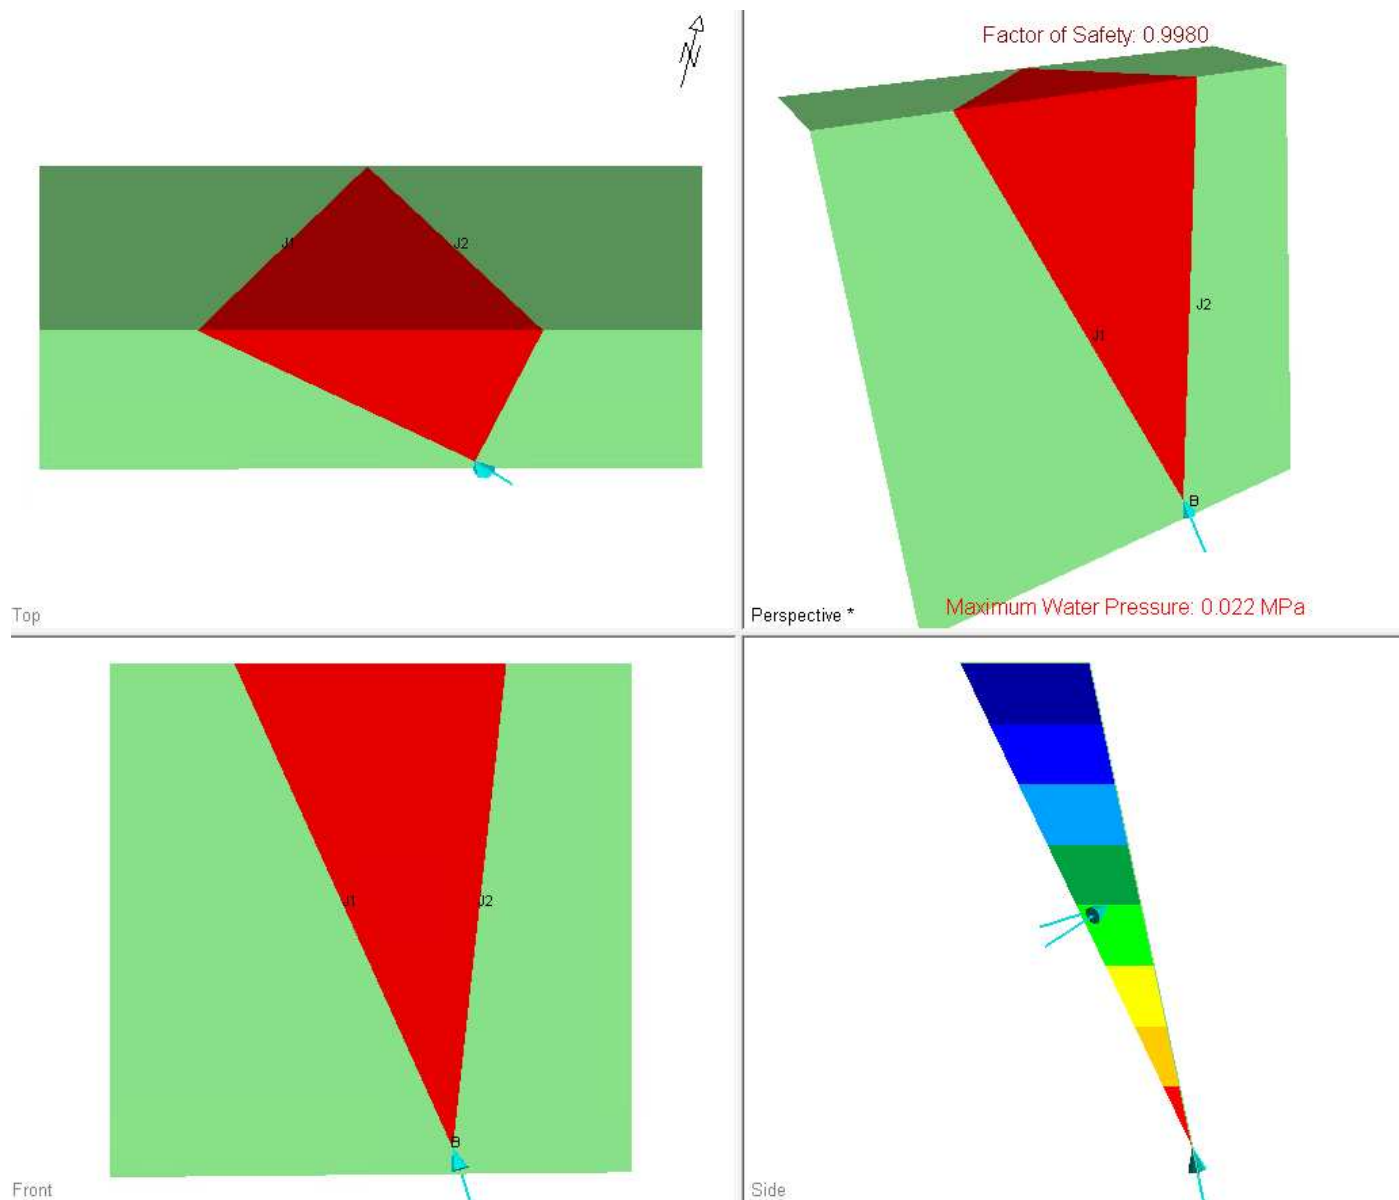 N
J1
J2
Top
Factor of Safety: 0.9980
J2
J1
B
Maximum Water Pressure: 0.022 MPa
Perspective *
J1
J2
B
Front
Side